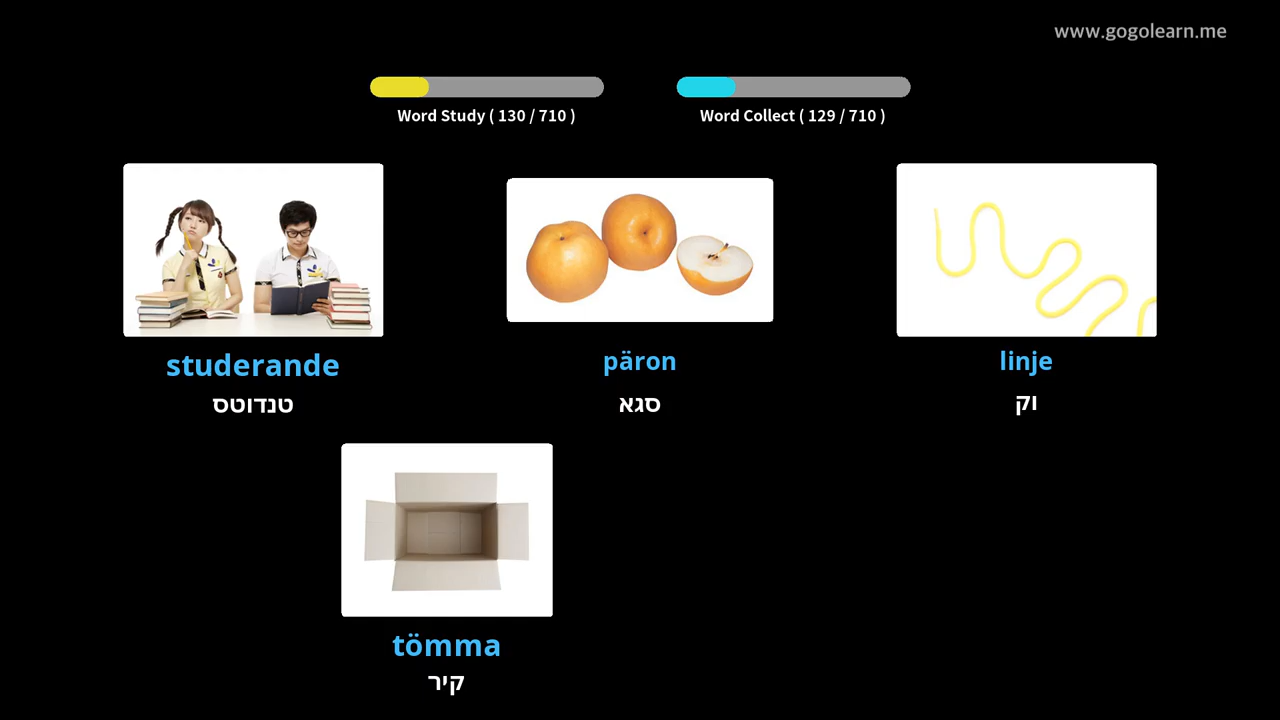 www.gogolearn.me
Word Study ( 130 / 710 )
Word Collect ( 129 / 710 )
studerande
טנדוטס
päron
סגא
linje
וק
tömma
קיר